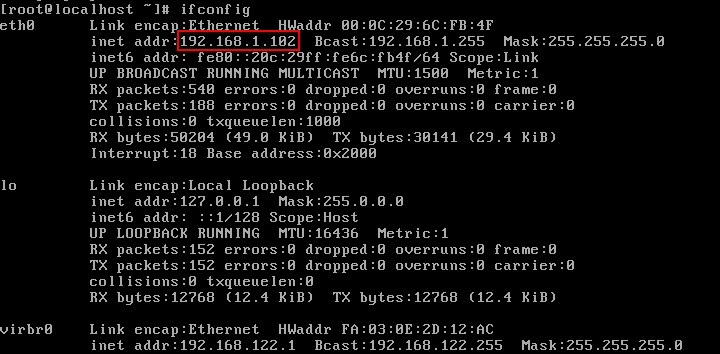 [root@localhost ~]# ifconfig
eth0 Link encap:Ethernet HWaddr 00:0C:29:6C:FB:4F
inet addr:192.168.1.102 Bcast:192.168.1.255 Mask:255.255.255.0
inet6 addr: fe80::20c:29ff:fe6c:fb4f/64 Scope:Link
UP BROADCAST RUNNING MULTICAST MTU:1500 Metric:1
RX packets:540 errors:0 dropped:0 overruns:0 frame:0
TX packets:188 errors:0 dropped:0 overruns:0 carrier:0
collisions:0 txqueuelen:1000
RX bytes:50204 (49.0 KiB) TX bytes:30141 (29.4 KiB)
Interrupt:18 Base address:0x2000
lo Link encap:Local Loopback
inet addr:127.0.0.1 Mask:255.0.0.0
inet6 addr: ::1/128 Scope:Host
UP LOOPBACK RUNNING MTU:16436 Metric:1
RX packets:152 errors:0 dropped:0 overruns:0 frame:0
TX packets:152 errors:0 dropped:0 overruns:0 carrier:0
collisions:0 txqueuelen:0
RX bytes:12768 (12.4 KiB) TX bytes:12768 (12.4 KiB)
virbr0 Link encap:Ethernet HWaddr FA:03:0E:2D:12:AC
inet addr:192.168.122.1 Bcast:192.168.122.255 Mask:255.255.255.0